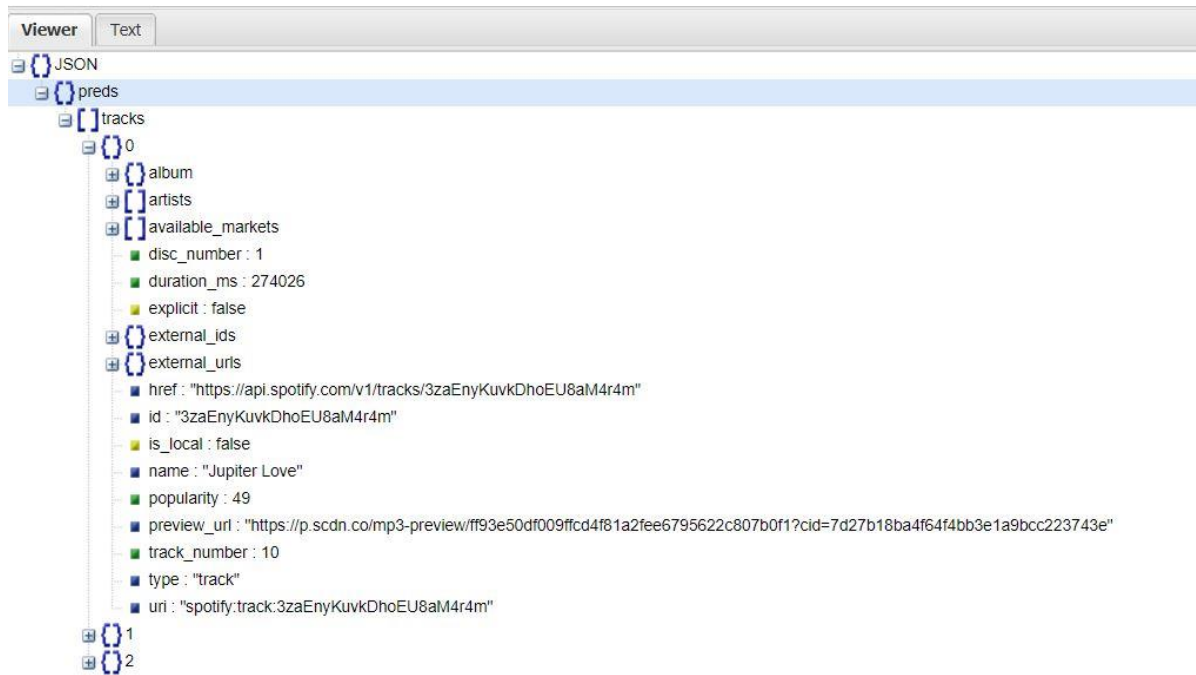 Viewer Text
JSON
preds
tracks
0
album
artists
available_markets
disc_number : 1
duration_ms : 274026
explicit : false
external_ids
external_urls
href : "https://api.spotify.com/v1/tracks/3zaEnyKuvkDhoEU8aM4r4m"
id : "3zaEnyKuvkDhoEU8aM4r4m"
is_local : false
name : "Jupiter Love"
popularity : 49
preview_url : "https://p.scdn.co/mp3-preview/ff93e50df009ffcd4f81a2fee6795622c807b0f1?cid=7d27b18ba4f64f4bb3e1a9bcc223743e"
track_number : 10
type : "track"
uri : "spotify:track:3zaEnyKuvkDhoEU8aM4r4m"
1
2